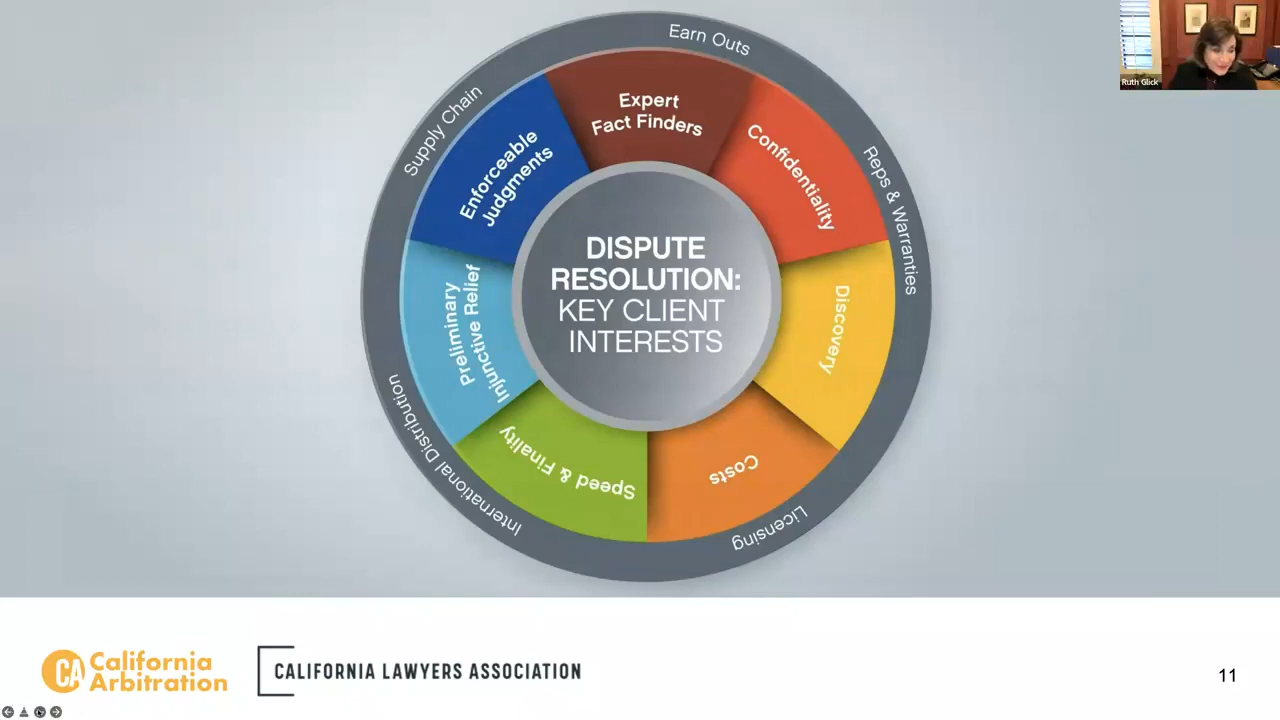 Ruth Glick
Earn Outs
Supply Chain
Reps & Warranties
International Distribution
Licensing
Expert
Fact Finders
Confidentiality
Discovery
Costs
Speed & Finality
Preliminary
Injunctive Relief
Enforceable
Judgments
DISPUTE
RESOLUTION:
KEY CLIENT
INTERESTS
CA
California
Arbitration
CALIFORNIA LAWYERS ASSOCIATION
11